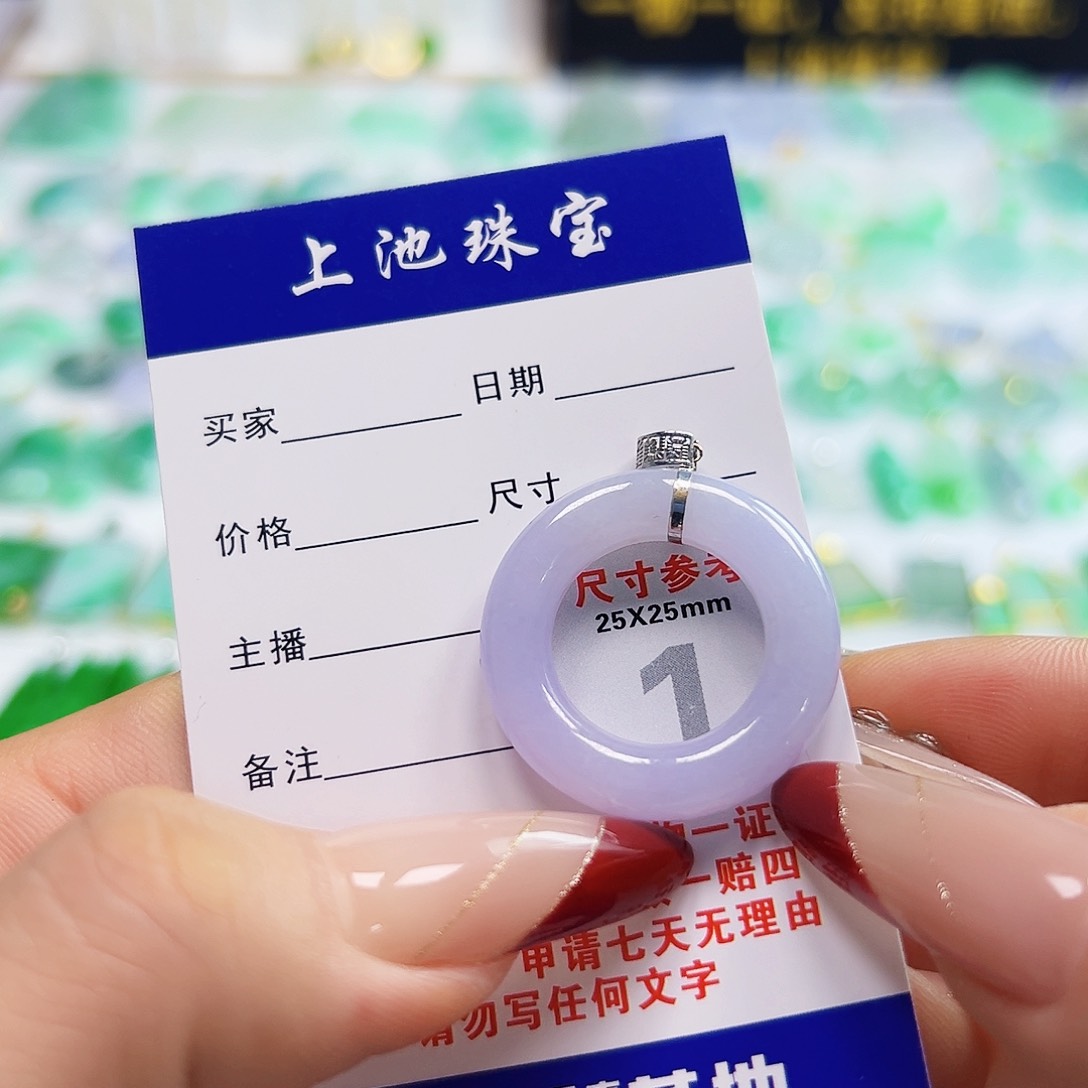 上池珠宝
买家 日期
价格 尺寸
主播
备注
尺寸参考
25X25mm
1
一证
一赔四
申请七天无理由
请勿写任何文字
基地